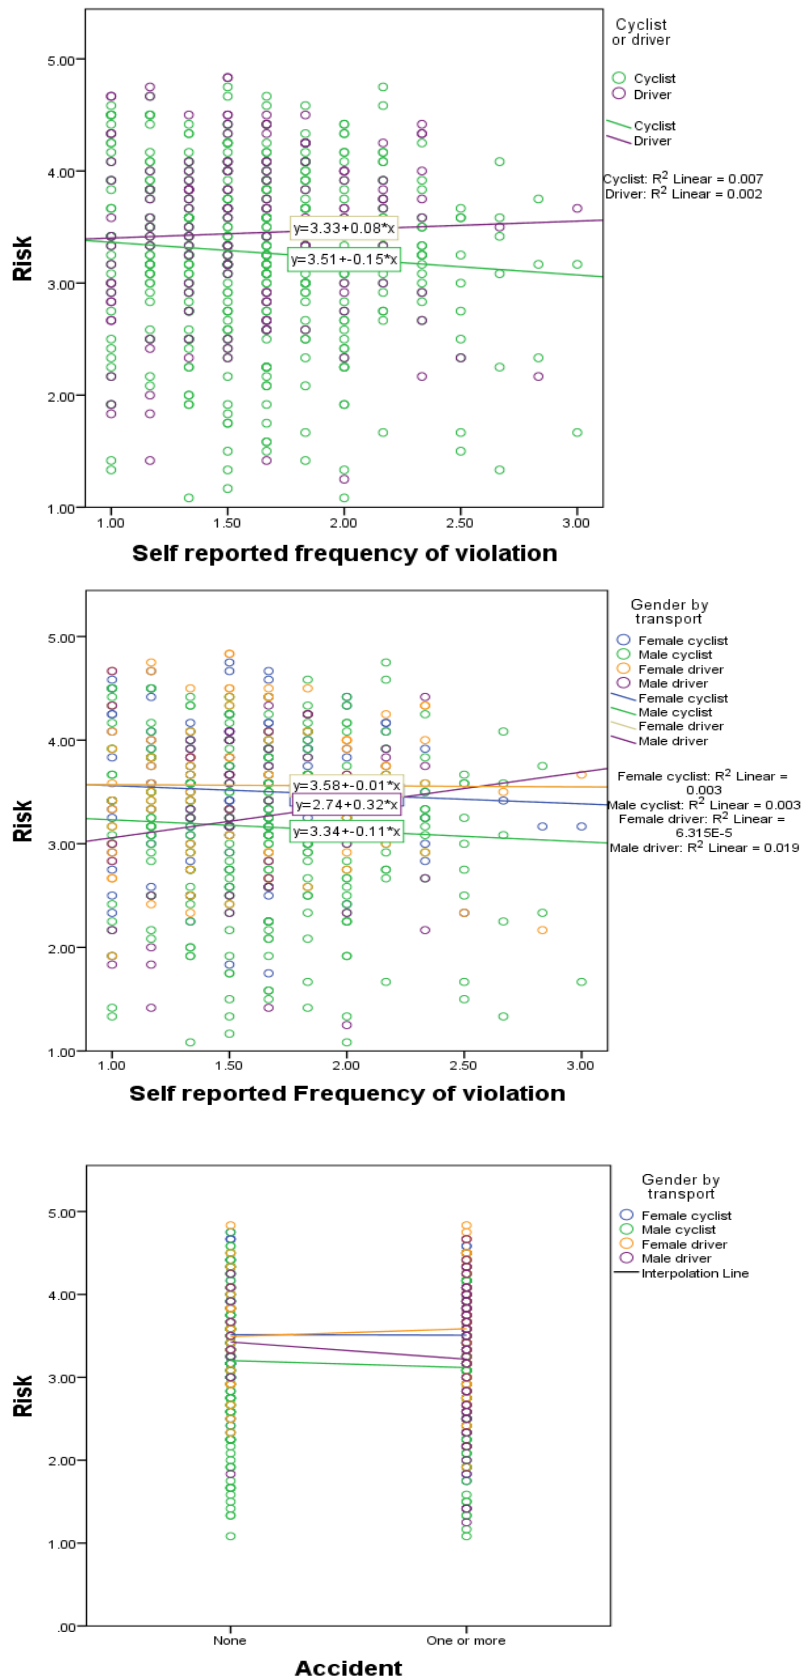 Cyclist
or driver
Cyclist
Driver
Cyclist
Driver
Cyclist: R² Linear = 0.007
Driver: R² Linear = 0.002
5.00
4.00
3.00
2.00
1.00
Risk
y=3.33+0.08*x
y=3.51+-0.15*x
1.00 1.50 2.00 2.50 3.00
Self reported frequency of violation
Gender by
transport
Female cyclist
Male cyclist
Female driver
Male driver
Female cyclist
Male cyclist
Female driver
Male driver
Female cyclist: R² Linear =
0.003
Male cyclist: R² Linear = 0.003
Female driver: R² Linear =
6.315E-5
Male driver: R² Linear = 0.019
5.00
4.00
3.00
2.00
1.00
Risk
y=3.58+-0.01*x
y=2.74+0.32*x
y=3.34+-0.11*x
1.00 1.50 2.00 2.50 3.00
Self reported Frequency of violation
Gender by
transport
Female cyclist
Male cyclist
Female driver
Male driver
Interpolation Line
5.00
4.00
3.00
2.00
1.00
.00
Risk
None One or more
Accident